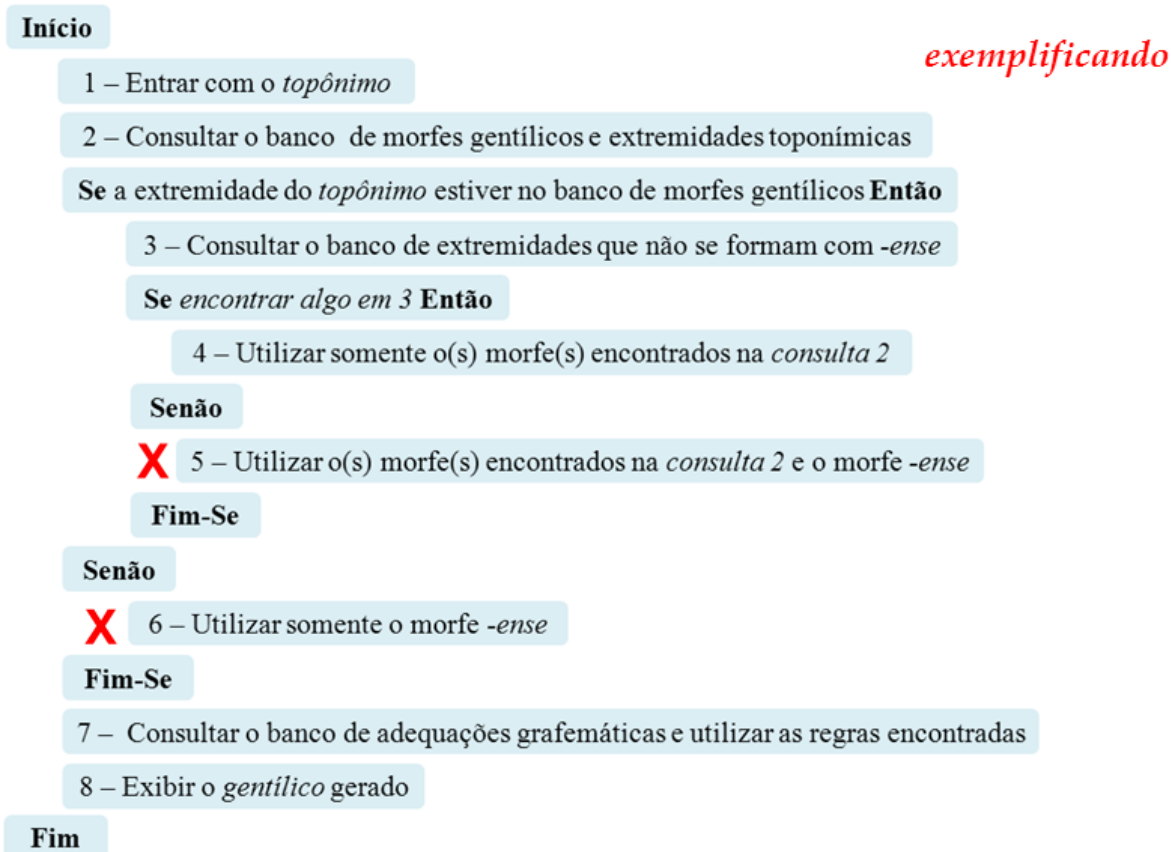 Início
exemplificando
1 – Entrar com o topônimo
2 – Consultar o banco de morfes gentílicos e extremidades toponímicas
Se a extremidade do topônimo estiver no banco de morfes gentílicos Então
3 – Consultar o banco de extremidades que não se formam com -ense
Se encontrar algo em 3 Então
4 – Utilizar somente o(s) morfe(s) encontrados na consulta 2
Senão
X 5 – Utilizar o(s) morfe(s) encontrados na consulta 2 e o morfe -ense
Fim-Se
Senão
X 6 – Utilizar somente o morfe -ense
Fim-Se
7 – Consultar o banco de adequações grafemáticas e utilizar as regras encontradas
8 – Exibir o gentílico gerado
Fim